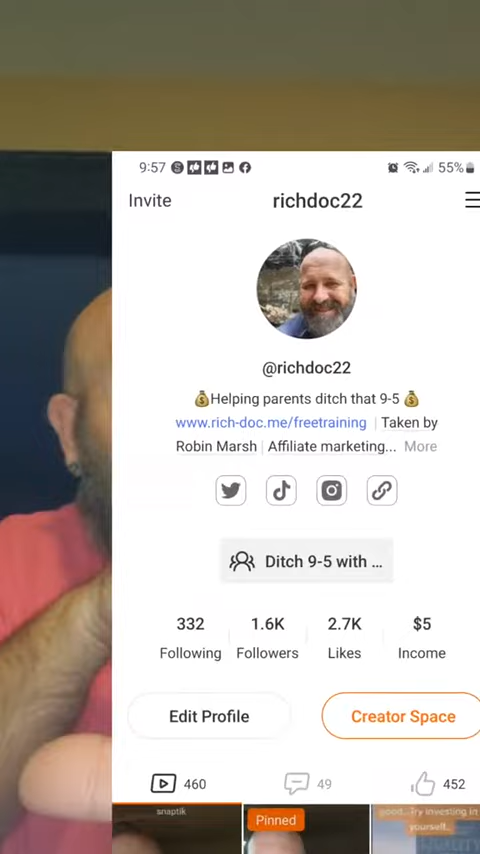 9:57
55%
Invite
richdoc22
@richdoc22
💰Helping parents ditch that 9-5 💰
www.rich-doc.me/freetraining | Taken by
Robin Marsh | Affiliate marketing... More
Ditch 9-5 with ...
332
1.6K
2.7K
$5
Following
Followers
Likes
Income
Edit Profile
Creator Space
460
49
452
snaptik
Pinned
good...Try investing in
yourself..